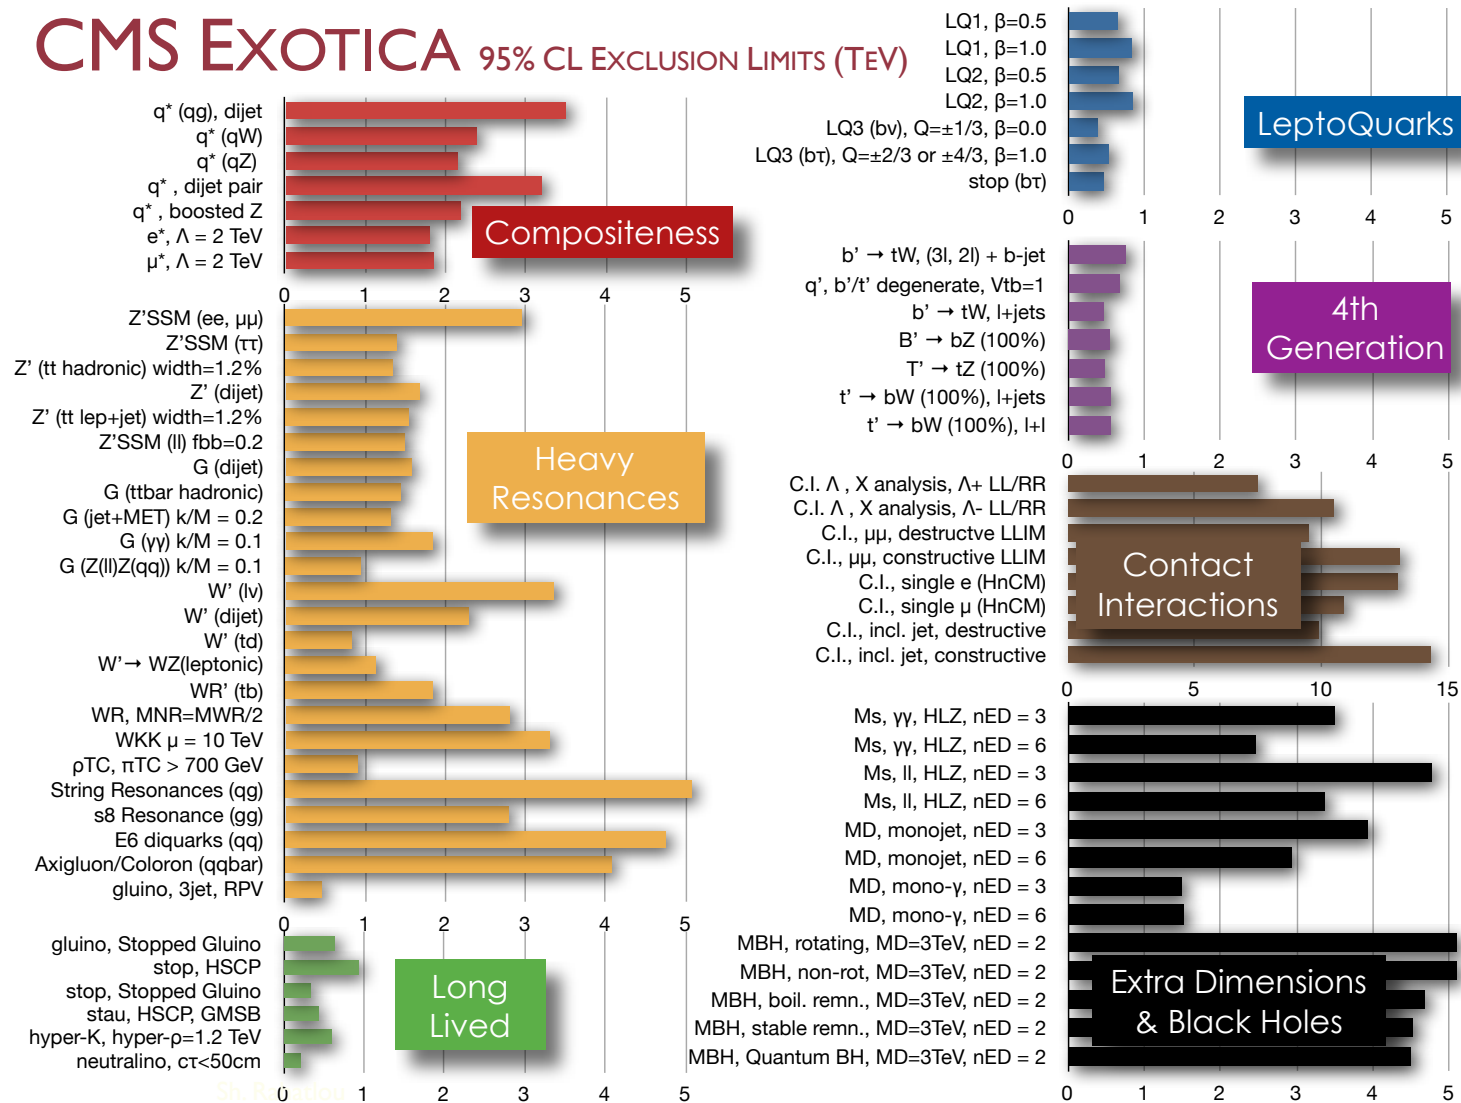 CMS EXOTICA 95% CL EXCLUSION LIMITS (TEV)
q* (qg), dijet
q* (qW)
q* (qZ)
q* , dijet pair
q* , boosted Z
e*, Λ = 2 TeV
μ*, Λ = 2 TeV
Compositeness
0 1 2 3 4 5
Z’SSM (ee, μμ)
Z’SSM (ττ)
Z’ (tt hadronic) width=1.2%
Z’ (dijet)
Z’ (tt lep+jet) width=1.2%
Z’SSM (ll) fbb=0.2
G (dijet)
G (ttbar hadronic)
G (jet+MET) k/M = 0.2
G (γγ) k/M = 0.1
G (Z(ll)Z(qq)) k/M = 0.1
W’ (lν)
W’ (dijet)
W’ (td)
W’→ WZ(leptonic)
WR’ (tb)
WR, MNR=MWR/2
WKK μ = 10 TeV
ρTC, πTC > 700 GeV
String Resonances (qg)
s8 Resonance (gg)
E6 diquarks (qq)
Axigluon/Coloron (qqbar)
gluino, 3jet, RPV
Heavy
Resonances
0 1 2 3 4 5
gluino, Stopped Gluino
stop, HSCP
stop, Stopped Gluino
stau, HSCP, GMSB
hyper-K, hyper-ρ=1.2 TeV
neutralino, cτ<50cm
Long
Lived
0 1 2 3 4 5
LQ1, β=0.5
LQ1, β=1.0
LQ2, β=0.5
LQ2, β=1.0
LQ3 (bν), Q=±1/3, β=0.0
LQ3 (bτ), Q=±2/3 or ±4/3, β=1.0
stop (bτ)
LeptoQuarks
0 1 2 3 4 5
b’ → tW, (3l, 2l) + b-jet
q’, b’/t’ degenerate, Vtb=1
b’ → tW, l+jets
B’ → bZ (100%)
T’ → tZ (100%)
t’ → bW (100%), l+jets
t’ → bW (100%), l+l
4th
Generation
0 1 2 3 4 5
C.I. Λ , X analysis, Λ+ LL/RR
C.I. Λ , X analysis, Λ- LL/RR
C.I., μμ, destructve LLIM
C.I., μμ, constructive LLIM
C.I., single e (HnCM)
C.I., single μ (HnCM)
C.I., incl. jet, destructive
C.I., incl. jet, constructive
Contact
Interactions
0 5 10 15
Ms, γγ, HLZ, nED = 3
Ms, γγ, HLZ, nED = 6
Ms, ll, HLZ, nED = 3
Ms, ll, HLZ, nED = 6
MD, monojet, nED = 3
MD, monojet, nED = 6
MD, mono-γ, nED = 3
MD, mono-γ, nED = 6
MBH, rotating, MD=3TeV, nED = 2
MBH, non-rot, MD=3TeV, nED = 2
MBH, boil. remn., MD=3TeV, nED = 2
MBH, stable remn., MD=3TeV, nED = 2
MBH, Quantum BH, MD=3TeV, nED = 2
Extra Dimensions
& Black Holes
0 1 2 3 4 5